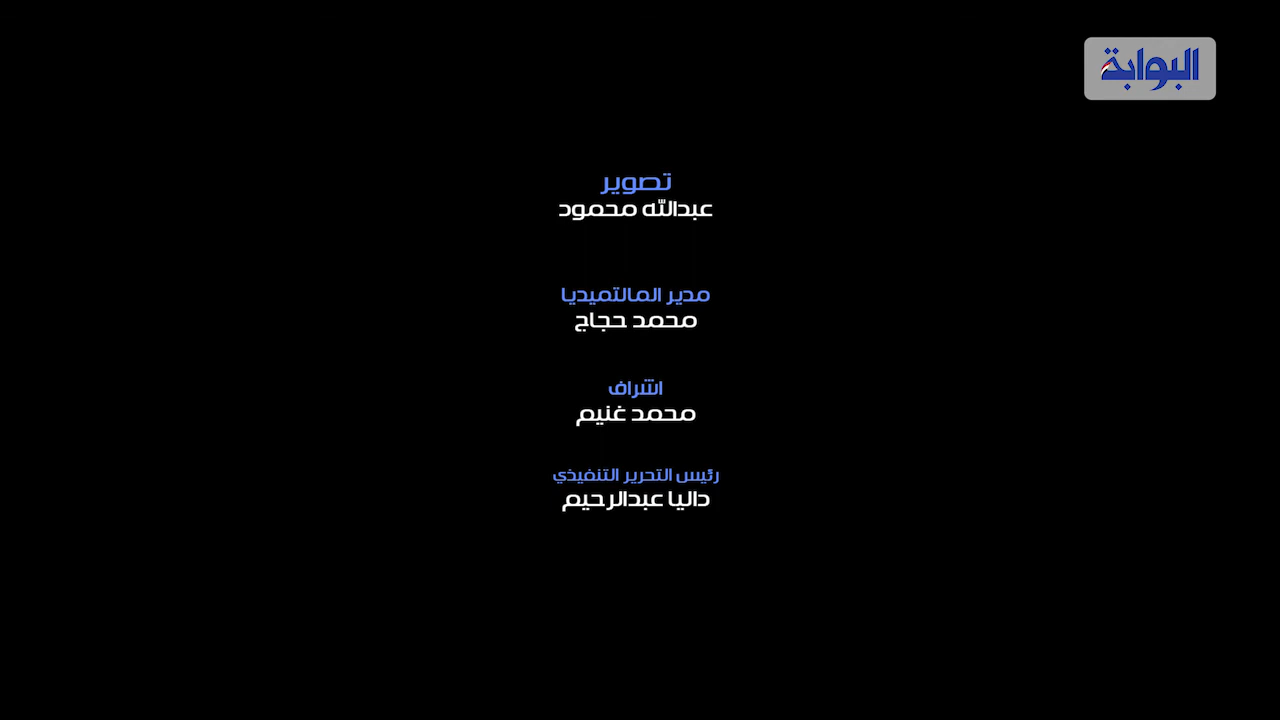 البوابة
تصوير
عبدالله محمود
مدير المالتميديا
محمد حجاج
اشراف
محمد غنيم
رئيس التحرير التنفيذي
داليا عبدالرحيم